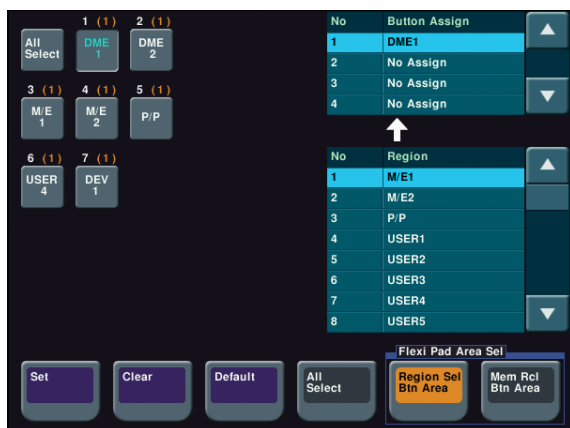 1 (1) 2 (1)
All
Select
DME
1
DME
2
3 (1) 4 (1) 5 (1)
M/E
1
M/E
2
P/P
6 (1) 7 (1)
USER
4
DEV
1
No Button Assign
1 DME1
2 No Assign
3 No Assign
4 No Assign
No Region
1 M/E1
2 M/E2
3 P/P
4 USER1
5 USER2
6 USER3
7 USER4
8 USER5
Flexi Pad Area Sel
Set
Clear
Default
All
Select
Region Sel
Btn Area
Mem Rcl
Btn Area